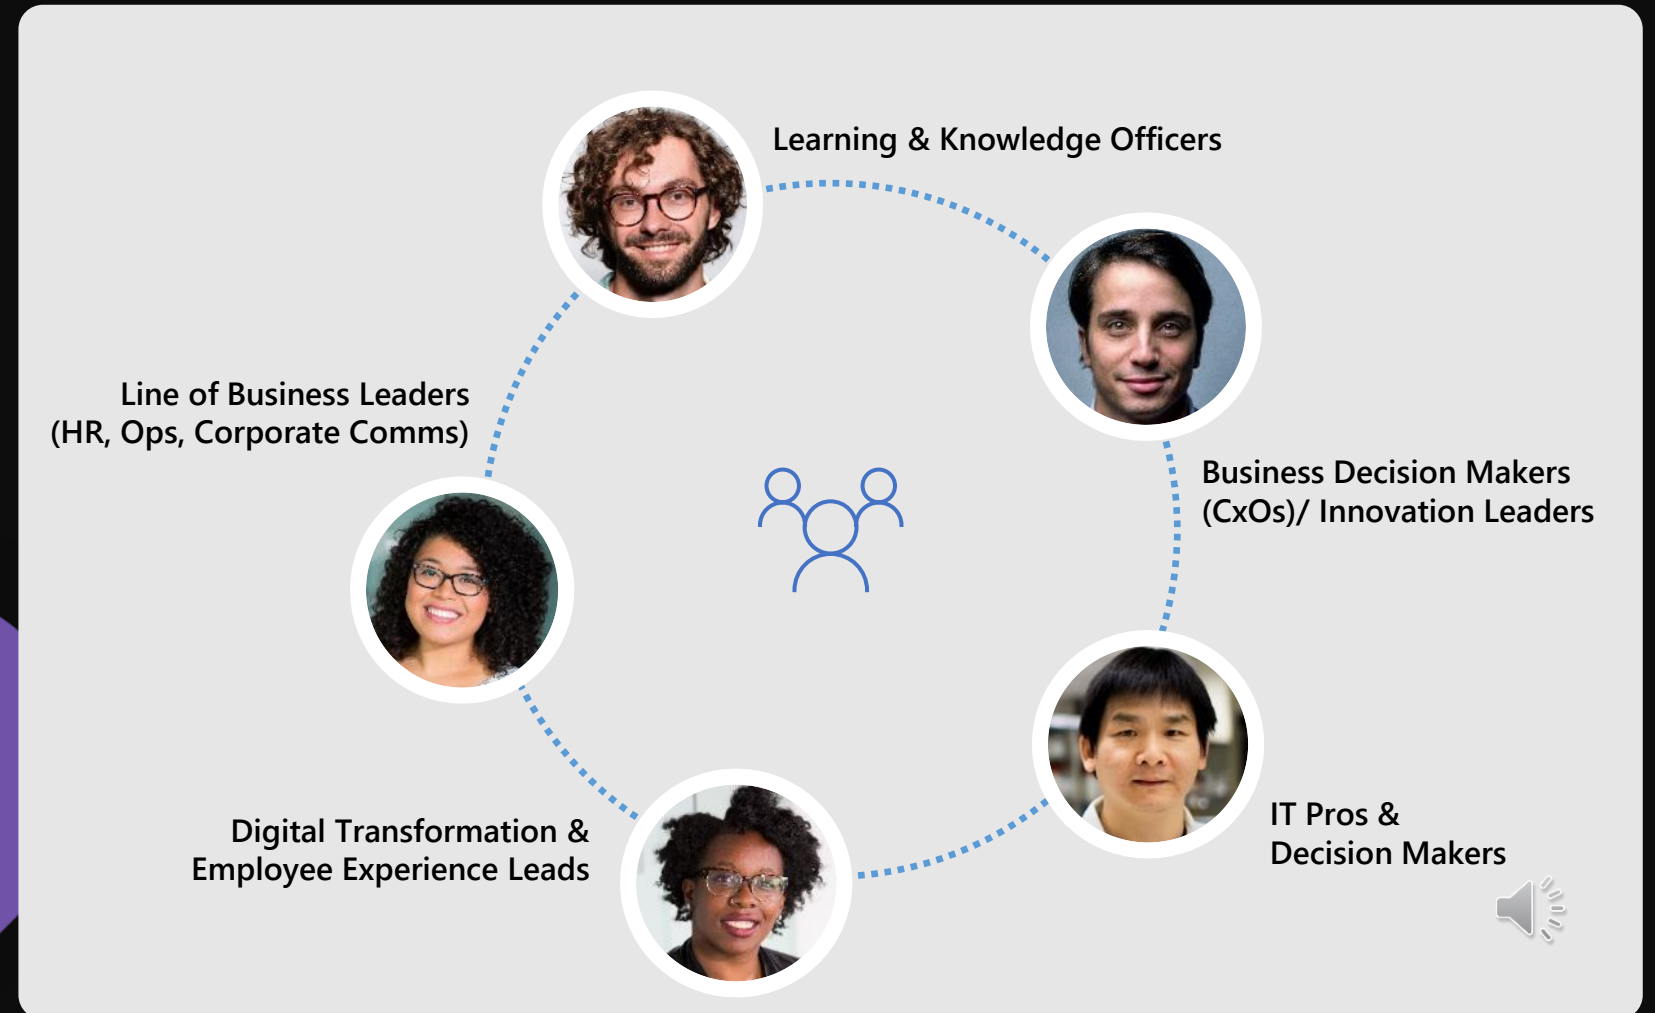 Learning & Knowledge Officers
Line of Business Leaders
(HR, Ops, Corporate Comms)
Business Decision Makers
(CxOs)/ Innovation Leaders
Digital Transformation &
Employee Experience Leads
IT Pros &
Decision Makers